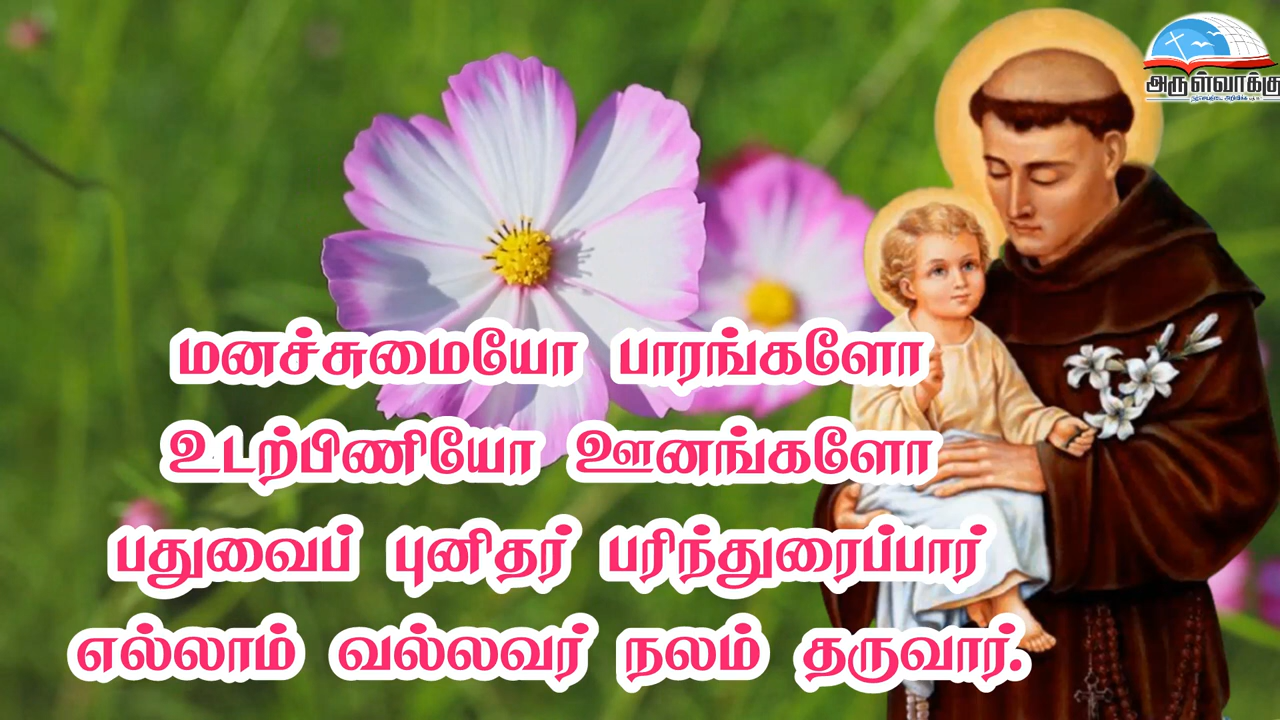 அருள்வாக்கு
மனச்சுமையோ பாரங்களோ
உடற்பிணியோ ஊனங்களோ
பதுவைப் புனிதர் பரிந்துரைப்பார்
எல்லாம் வல்லவர் நலம் தருவார்.